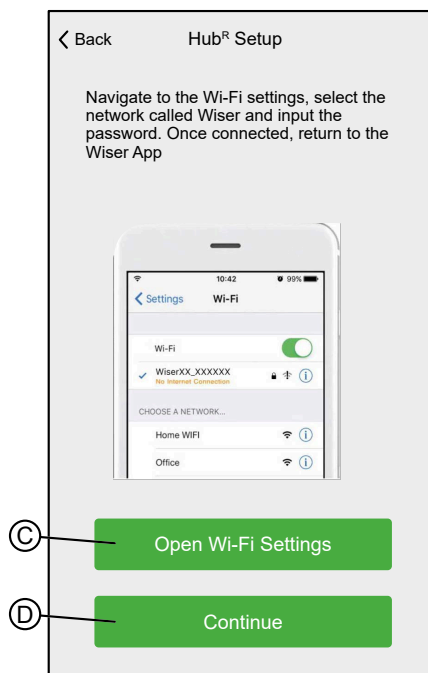 Back
Hubᴿ Setup
Navigate to the Wi-Fi settings, select the
network called Wiser and input the
password. Once connected, return to the
Wiser App
10:42
99%
Settings
Wi-Fi
Wi-Fi
WiserXX_XXXXXX
No Internet Connection
CHOOSE A NETWORK...
Home WIFI
Office
C
Open Wi-Fi Settings
D
Continue